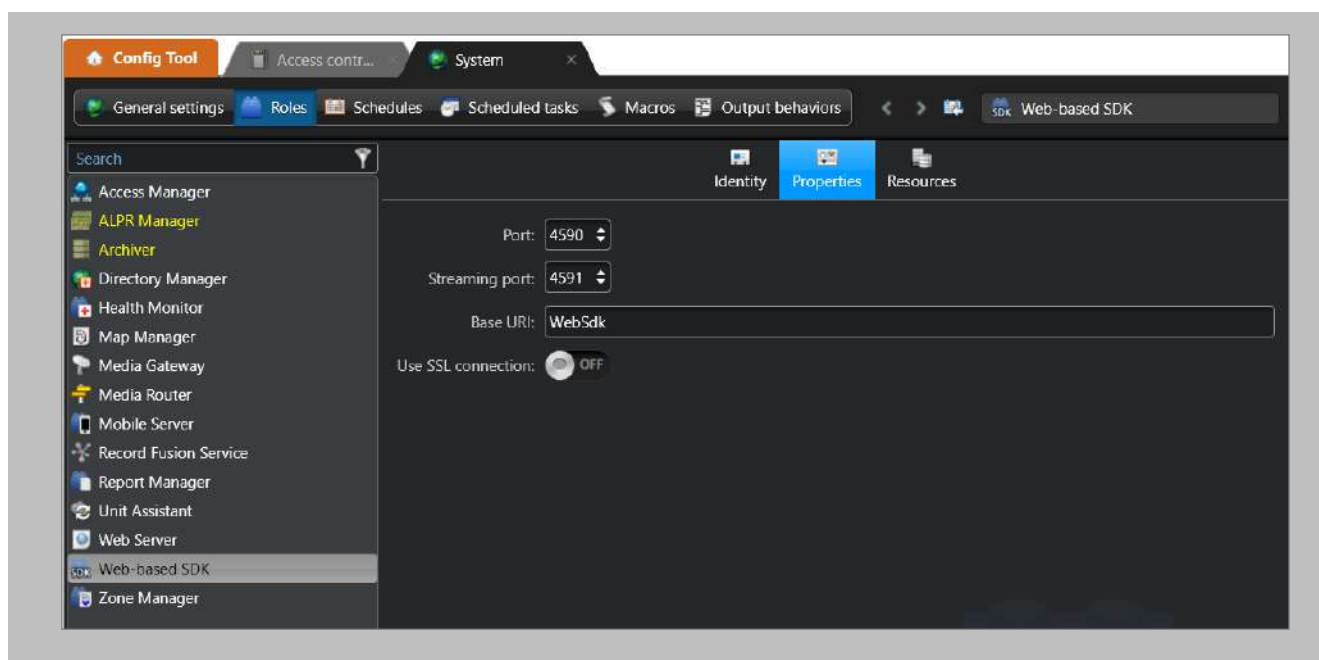 Config Tool Access contr... System
General settings Roles Schedules Scheduled tasks Macros Output behaviors SDK Web-based SDK
Search
Identity Properties Resources
Access Manager
ALPR Manager
Archiver
Directory Manager
Health Monitor
Map Manager
Media Gateway
Media Router
Mobile Server
Record Fusion Service
Report Manager
Unit Assistant
Web Server
SDK Web-based SDK
Zone Manager
Port: 4590
Streaming port: 4591
Base URI: WebSdk
Use SSL connection: OFF